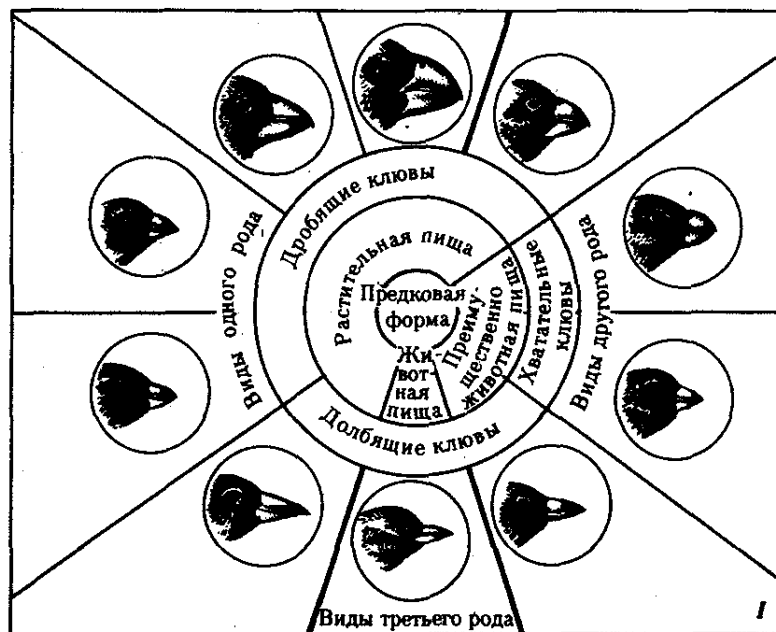 Дробящие клювы
Растительная пища
Предковая
форма
Жи-
вот-
ная
пища
Преиму-
щественно
животная пища
Хватательные
клювы
Долбящие клювы
Виды одного рода
Виды другого рода
Виды третьего рода
I